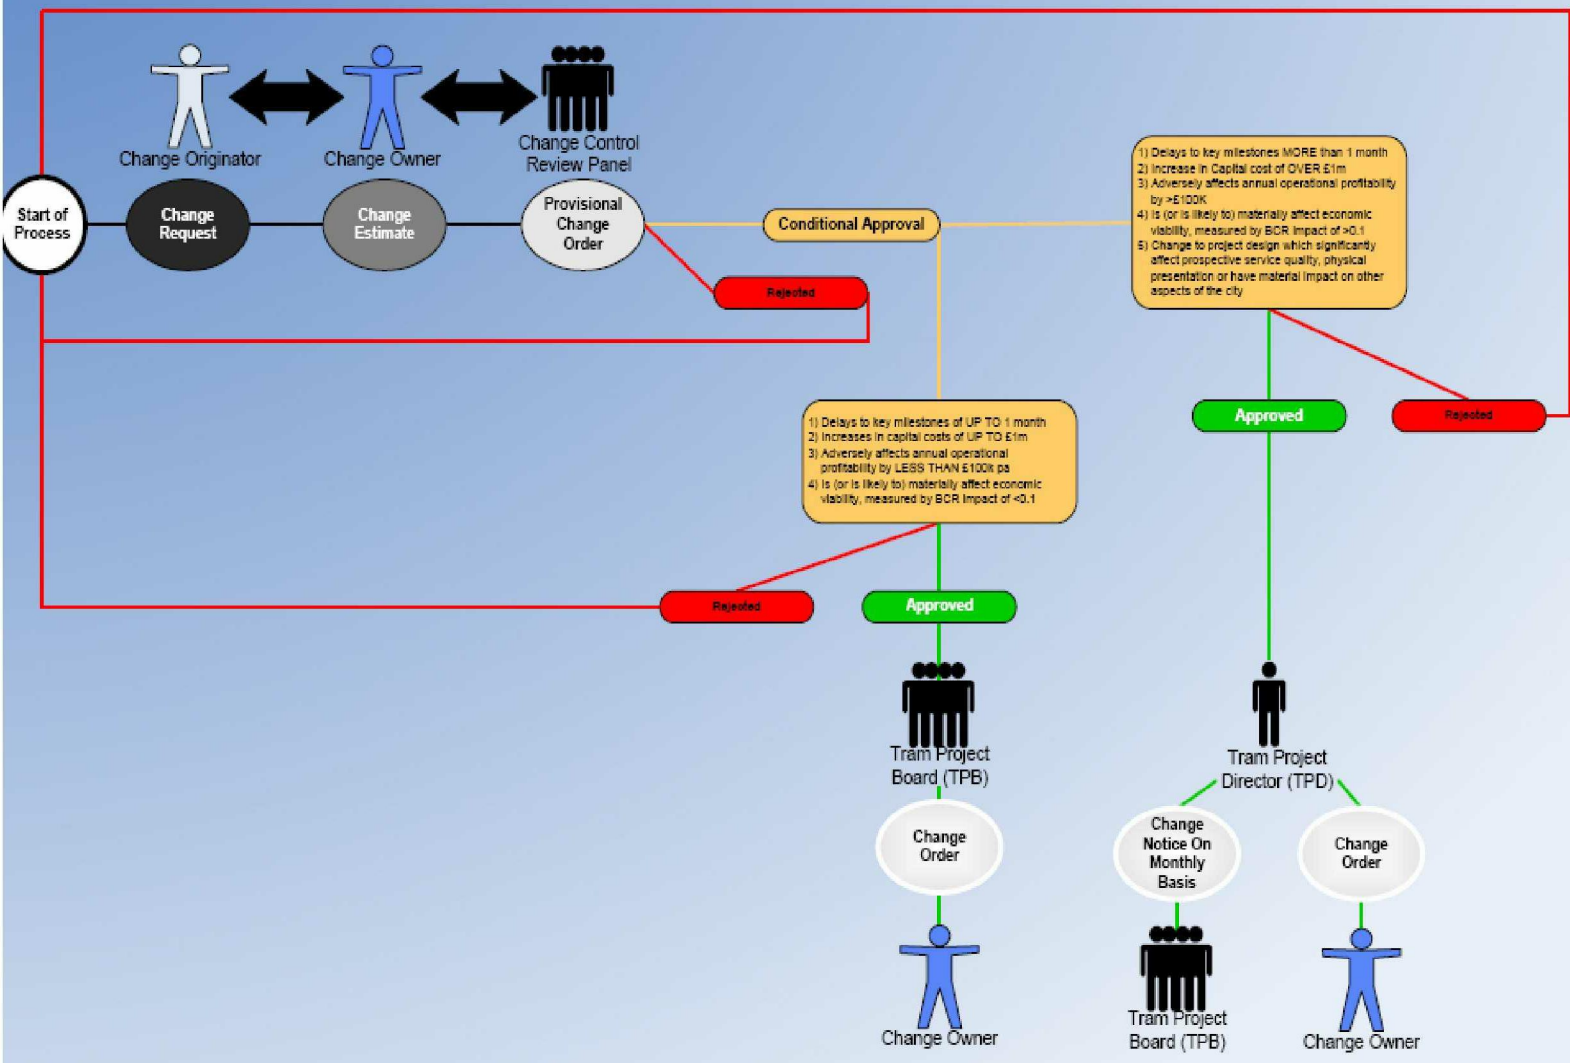 Change Originator
Change Owner
Change Control
Review Panel
Start of
Process
Change
Request
Change
Estimate
Provisional
Change
Order
Conditional Approval
Rejected
1) Delays to key milestones MORE than 1 month
2) Increase in Capital cost of OVER £1m
3) Adversely affects annual operational profitability
by >£100K
4) Is (or is likely to) materially affect economic
viability, measured by BCR impact of >0.1
5) Change to project design which significantly
affect prospective service quality, physical
presentation or have material impact on other
aspects of the city
Approved
Rejected
1) Delays to key milestones of UP TO 1 month
2) Increases in capital costs of UP TO £1m
3) Adversely affects annual operational
profitability by LESS THAN £100k pa
4) Is (or is likely to) materially affect economic
viability, measured by BCR impact of <0.1
Rejected
Approved
Tram Project
Board (TPB)
Change
Order
Change Owner
Tram Project
Director (TPD)
Change
Notice On
Monthly
Basis
Change
Order
Tram Project
Board (TPB)
Change Owner